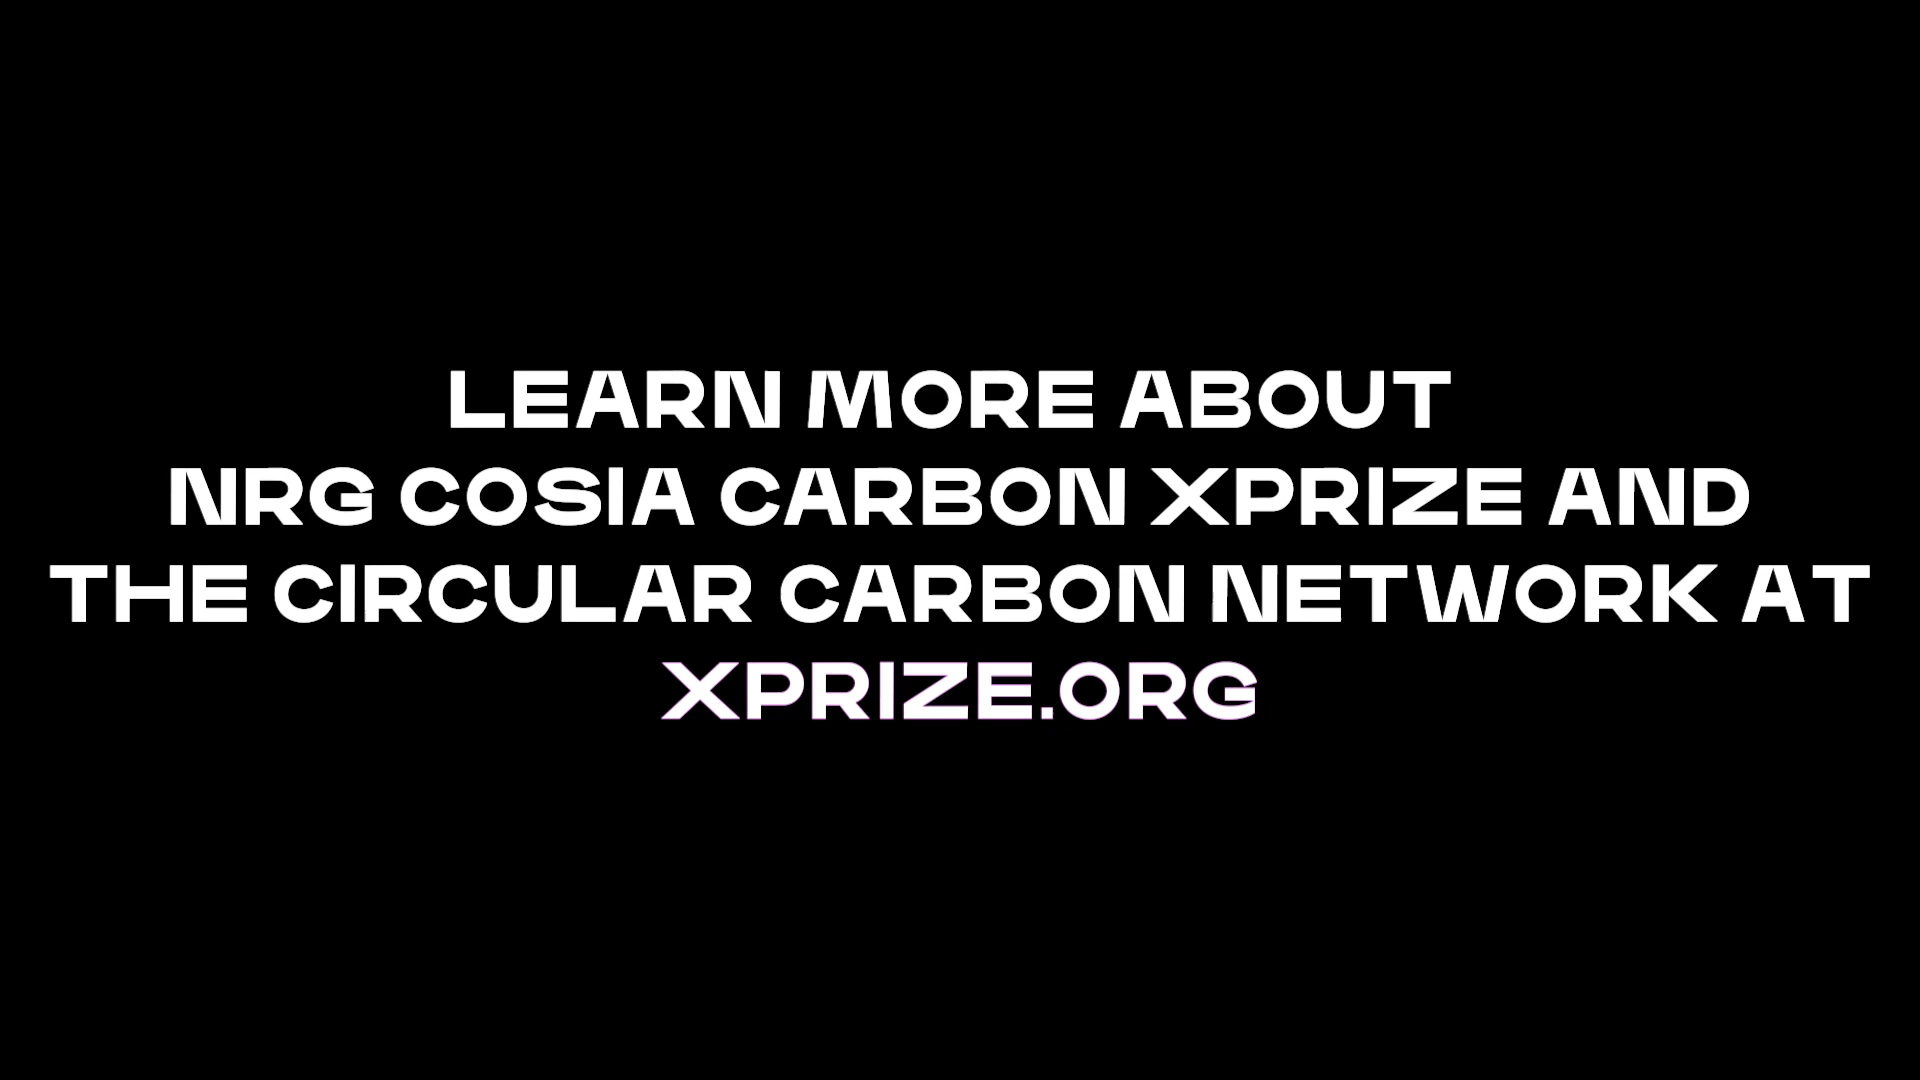 LEARN MORE ABOUT
NRG COSIA CARBON XPRIZE AND
THE CIRCULAR CARBON NETWORK AT
XPRIZE.ORG